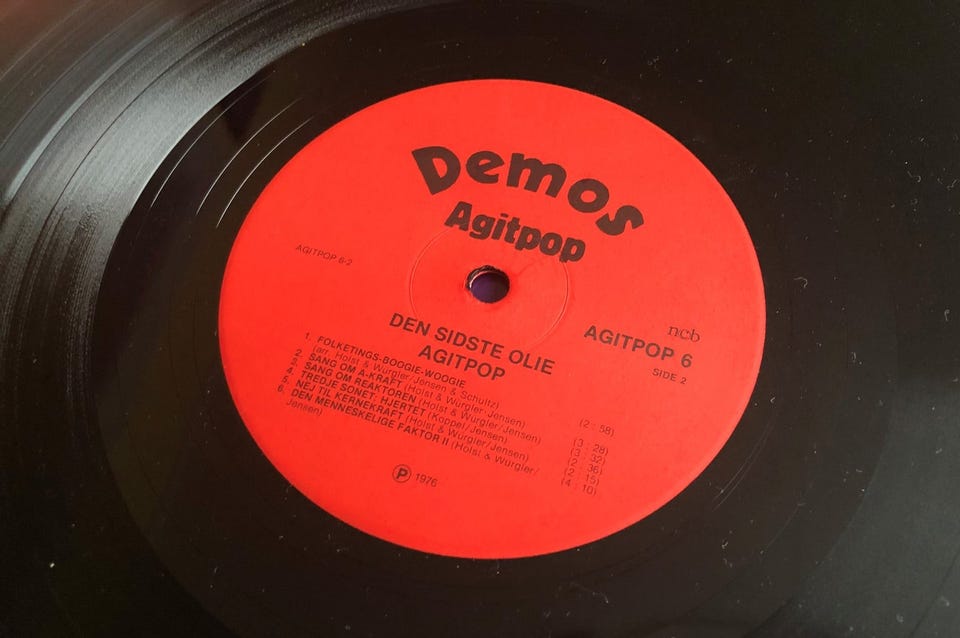 Demos
Agitpop
AGITPOP 6-2
ncb
AGITPOP 6
SIDE 2
DEN SIDSTE OLIE
AGITPOP
1. FOLKETINGS-BOOGIE-WOOGIE
(arr. Holst & Wurgler/Jensen & Schultz) (2 : 58)
2. SANG OM A-KRAFT (Holst & Wurgler/Jensen) (3 : 28)
3. SANG OM REAKTOREN (Holst & Wurgler/Jensen) (3 : 32)
4. TREDJE SONET. HJERTET (Koppel/Jensen) (2 : 36)
5. NEJ TIL KERNEKRAFT (Holst & Wurgler/Jensen) (2 : 15)
6. DEN MENNESKELIGE FAKTOR II (Holst & Wurgler/
Jensen) (4 : 10)
Ⓟ 1976